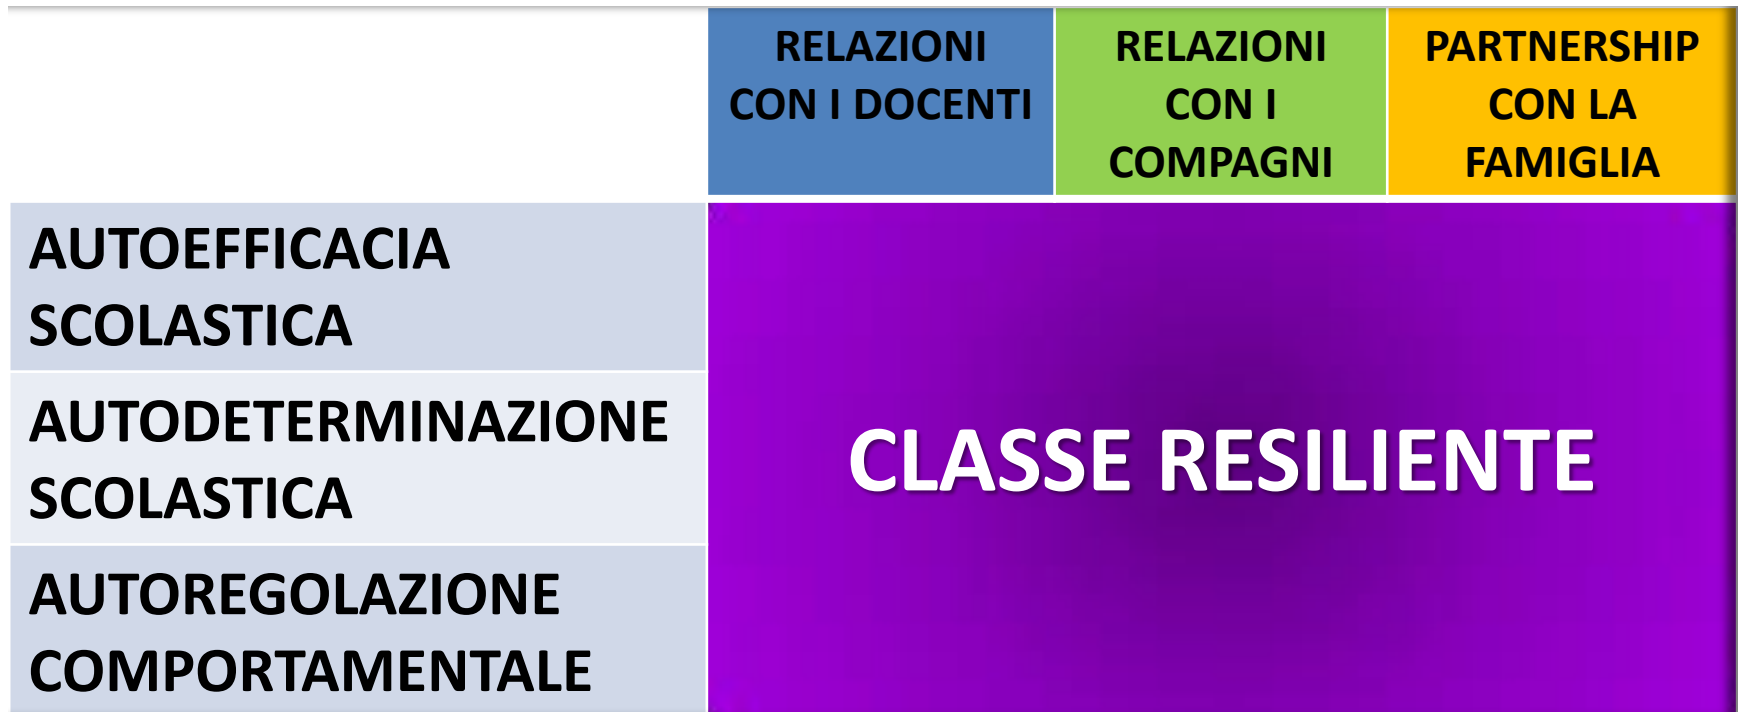 RELAZIONI
CON I DOCENTI
RELAZIONI
CON I
COMPAGNI
PARTNERSHIP
CON LA
FAMIGLIA
AUTOEFFICACIA
SCOLASTICA
AUTODETERMINAZIONE
SCOLASTICA
AUTOREGOLAZIONE
COMPORTAMENTALE
CLASSE RESILIENTE